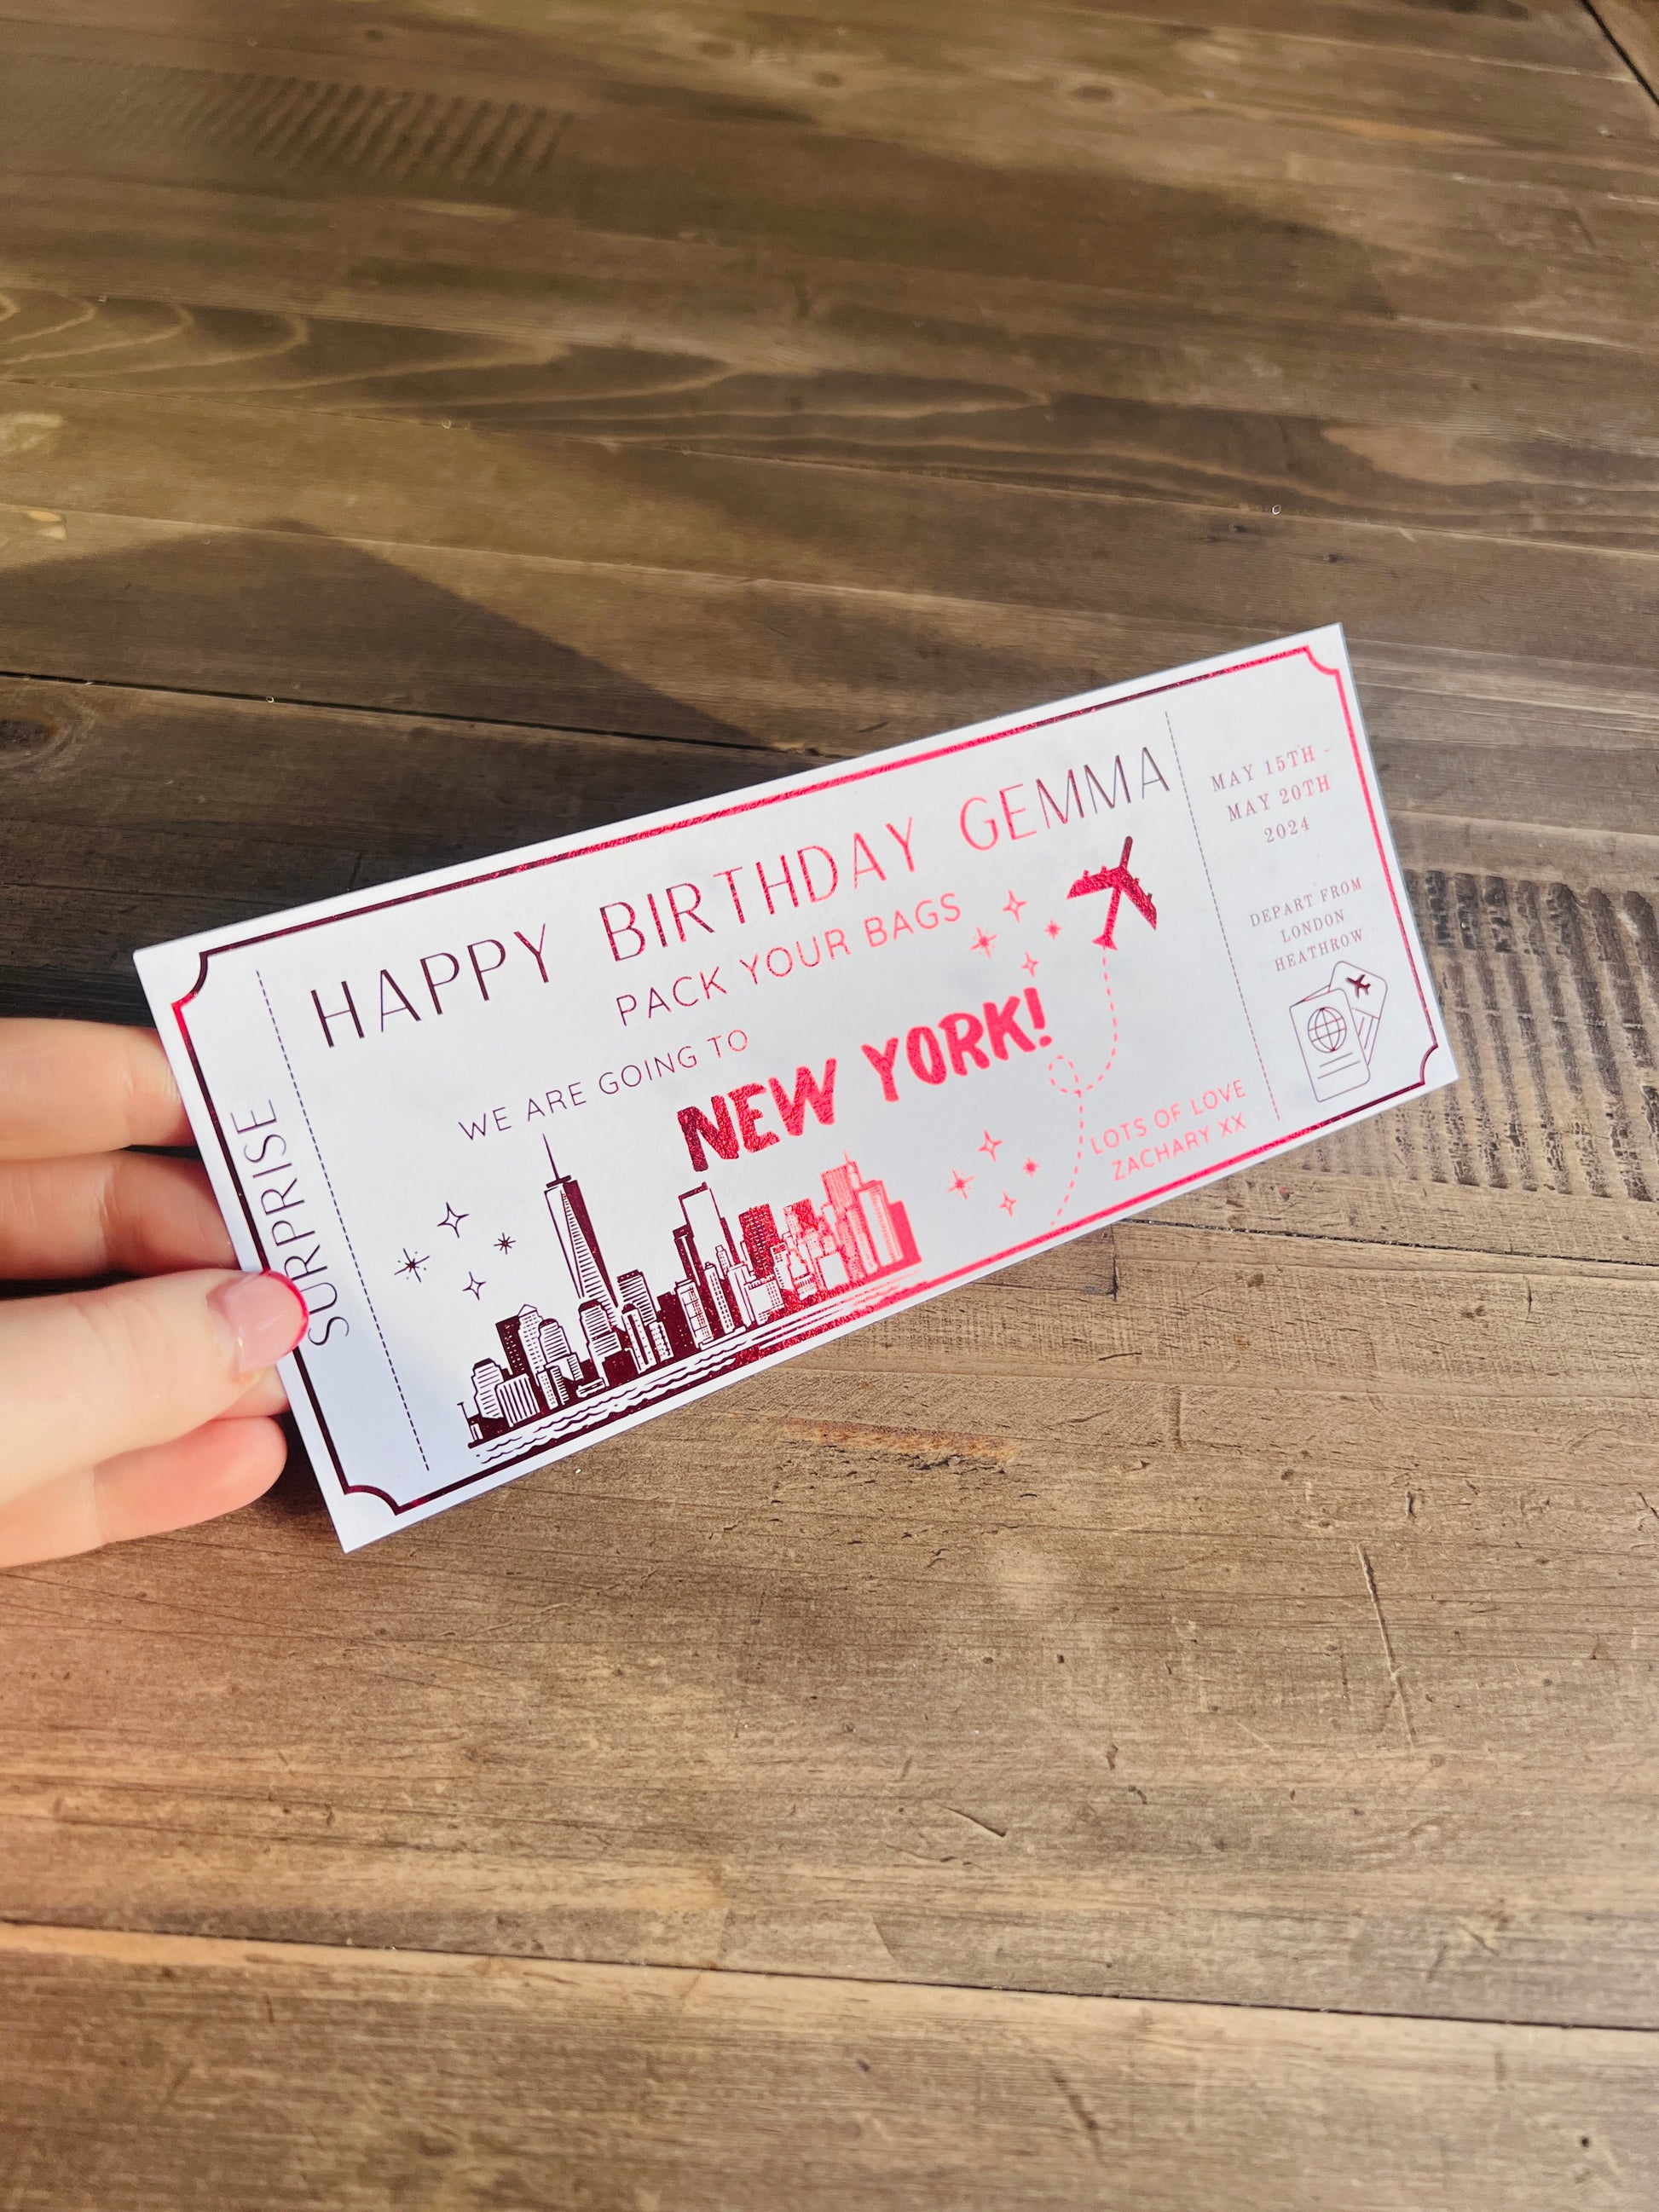 SURPRISE
HAPPY BIRTHDAY GEMMA
PACK YOUR BAGS
WE ARE GOING TO
NEW YORK!
LOTS OF LOVE
ZACHARY XX
MAY 15TH -
MAY 20TH
2024
DEPART FROM
LONDON
HEATHROW